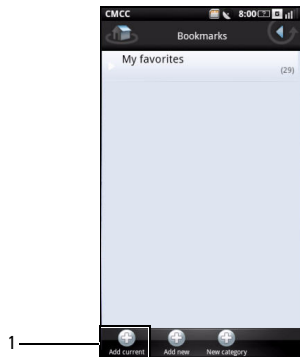 CMCC 8:00
Bookmarks
My favorites
(29)
1
Add current Add new New category